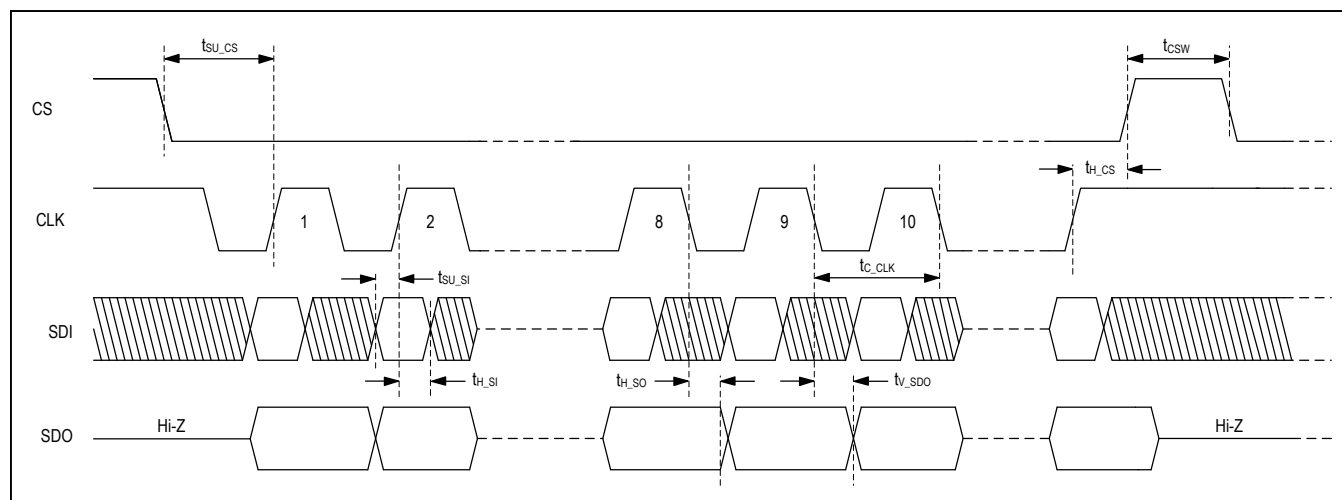 tSU_CS
tCSW
CS
tH_CS
CLK
1
2
8
9
10
tSU_SI
tC_CLK
SDI
tH_SI
tH_SO
tV_SDO
SDO
Hi-Z
Hi-Z